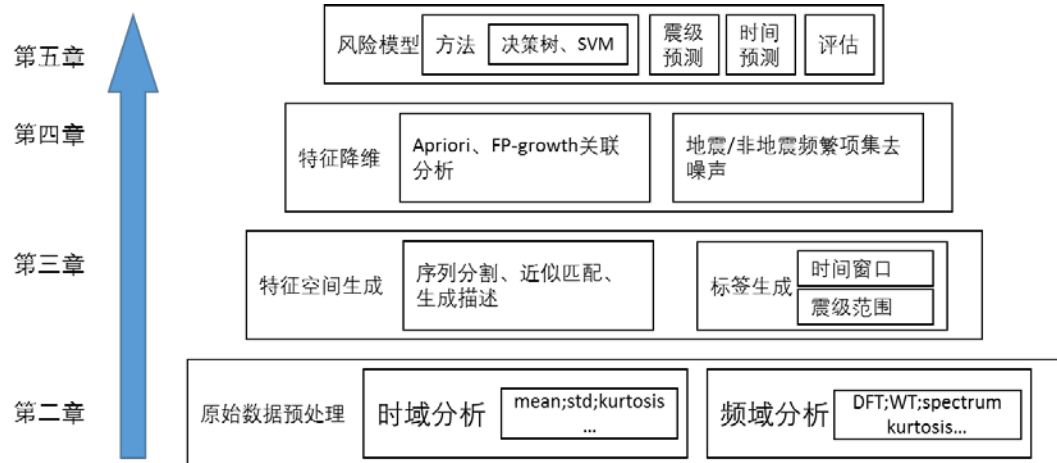 第五章
风险模型
方法
决策树、SVM
震级
预测
时间
预测
评估
第四章
特征降维
Apriori、FP-growth关联
分析
地震/非地震频繁项集去
噪声
第三章
特征空间生成
序列分割、近似匹配、
生成描述
标签生成
时间窗口
震级范围
第二章
原始数据预处理
时域分析
mean;std;kurtosis
...
频域分析
DFT;WT;spectrum
kurtosis...